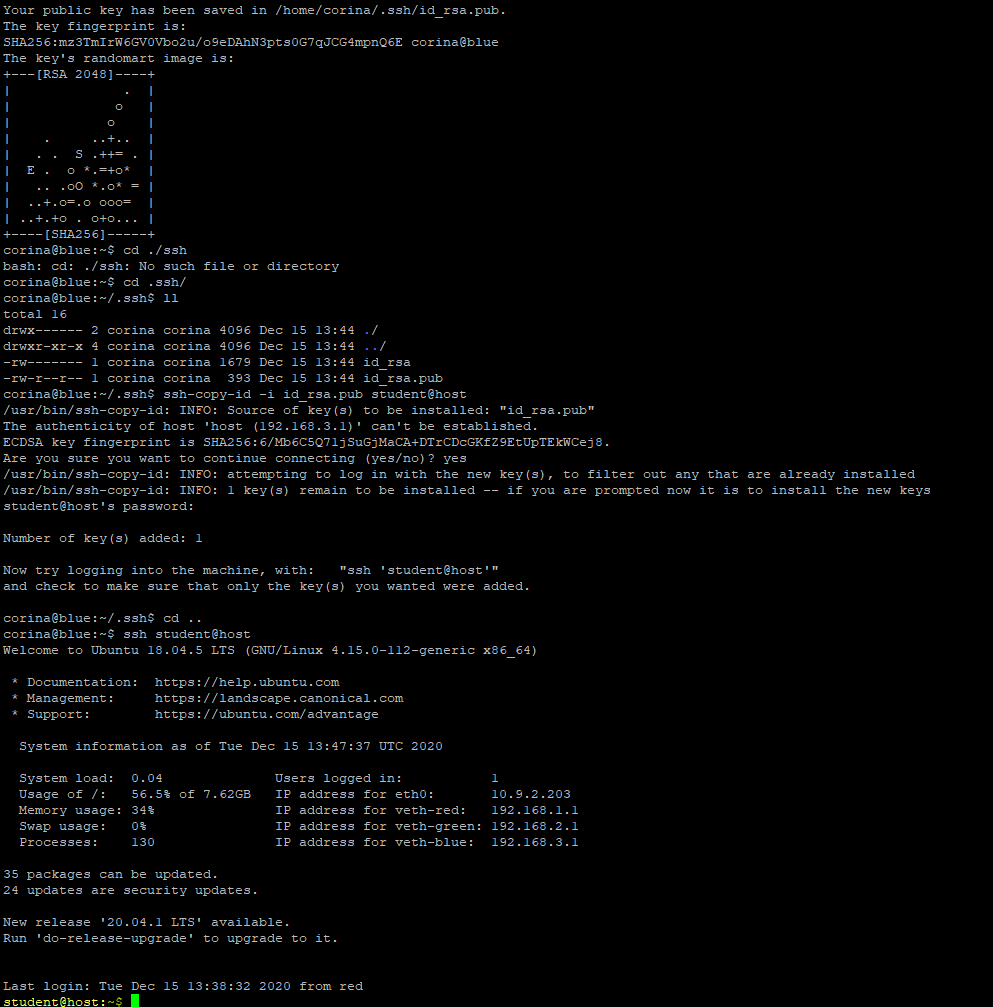 Your public key has been saved in /home/corina/.ssh/id_rsa.pub.
The key fingerprint is:
SHA256:mz3TmIrW6GV0Vbo2u/o9eDAhN3pts0G7qJCG4mpnQ6E corina@blue
The key's randomart image is:
+---[RSA 2048]----+
|              .  |
|             o   |
|            o    |
|    .     ..+..  |
|   . .  S .++= . |
|  E .  o *.=+o*  |
|   .. .oO *.o* = |
|  ..+.o=.o ooo=  |
| ..+.+o . o+o... |
+----[SHA256]-----+
corina@blue:~$ cd ./ssh
bash: cd: ./ssh: No such file or directory
corina@blue:~$ cd .ssh/
corina@blue:~/.ssh$ ll
total 16
drwx------ 2 corina corina 4096 Dec 15 13:44 ./
drwxr-xr-x 4 corina corina 4096 Dec 15 13:44 ../
-rw------- 1 corina corina 1679 Dec 15 13:44 id_rsa
-rw-r--r-- 1 corina corina  393 Dec 15 13:44 id_rsa.pub
corina@blue:~/.ssh$ ssh-copy-id -i id_rsa.pub student@host
/usr/bin/ssh-copy-id: INFO: Source of key(s) to be installed: "id_rsa.pub"
The authenticity of host 'host (192.168.3.1)' can't be established.
ECDSA key fingerprint is SHA256:6/Mb6C5Q71jSuGjMaCA+DTrCDcGKfZ9EtUpTEkWCej8.
Are you sure you want to continue connecting (yes/no)? yes
/usr/bin/ssh-copy-id: INFO: attempting to log in with the new key(s), to filter out any that are already installed
/usr/bin/ssh-copy-id: INFO: 1 key(s) remain to be installed -- if you are prompted now it is to install the new keys
student@host's password:
Number of key(s) added: 1
Now try logging into the machine, with:   "ssh 'student@host'"
and check to make sure that only the key(s) you wanted were added.
corina@blue:~/.ssh$ cd ..
corina@blue:~$ ssh student@host
Welcome to Ubuntu 18.04.5 LTS (GNU/Linux 4.15.0-112-generic x86_64)
 * Documentation:  https://help.ubuntu.com
 * Management:     https://landscape.canonical.com
 * Support:        https://ubuntu.com/advantage
  System information as of Tue Dec 15 13:47:37 UTC 2020
  System load:  0.04              Users logged in:           1
  Usage of /:   56.5% of 7.62GB   IP address for eth0:       10.9.2.203
  Memory usage: 34%               IP address for veth-red:   192.168.1.1
  Swap usage:   0%                IP address for veth-green: 192.168.2.1
  Processes:    130               IP address for veth-blue:  192.168.3.1
35 packages can be updated.
24 updates are security updates.
New release '20.04.1 LTS' available.
Run 'do-release-upgrade' to upgrade to it.
Last login: Tue Dec 15 13:38:32 2020 from red
student@host:~$